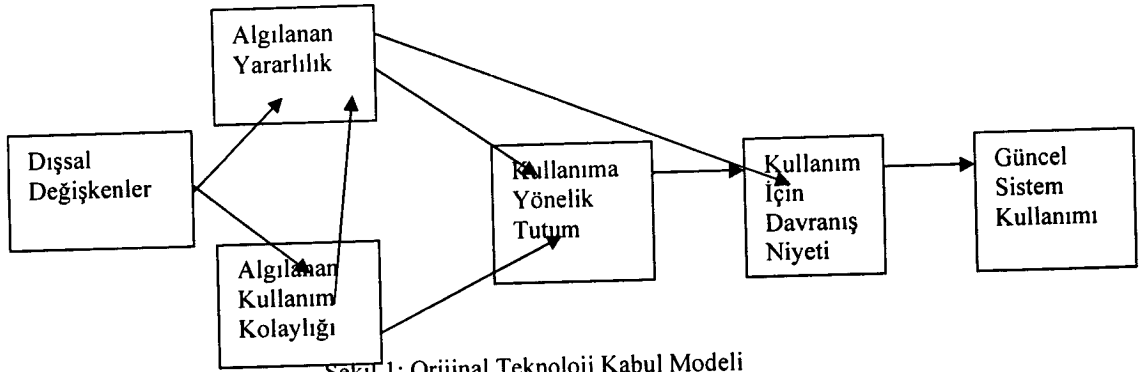 Algılanan
Yararlılık
Dışsal
Değişkenler
Algılanan
Kullanım
Kolaylığı
Kullanıma
Yönelik
Tutum
Kullanım
İçin
Davranış
Niyeti
Güncel
Sistem
Kullanımı
Şekil 1: Orijinal Teknoloji Kabul Modeli